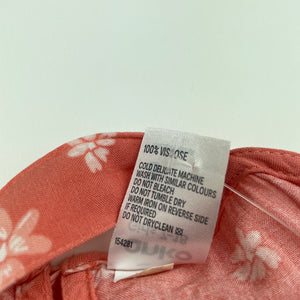 100% VISCOSE
COLD DELICATE MACHINE
WASH WITH SIMILAR COLOURS
DO NOT BLEACH
DO NOT TUMBLE DRY
WARM IRON ON REVERSE SIDE
IF REQUIRED
DO NOT DRYCLEAN